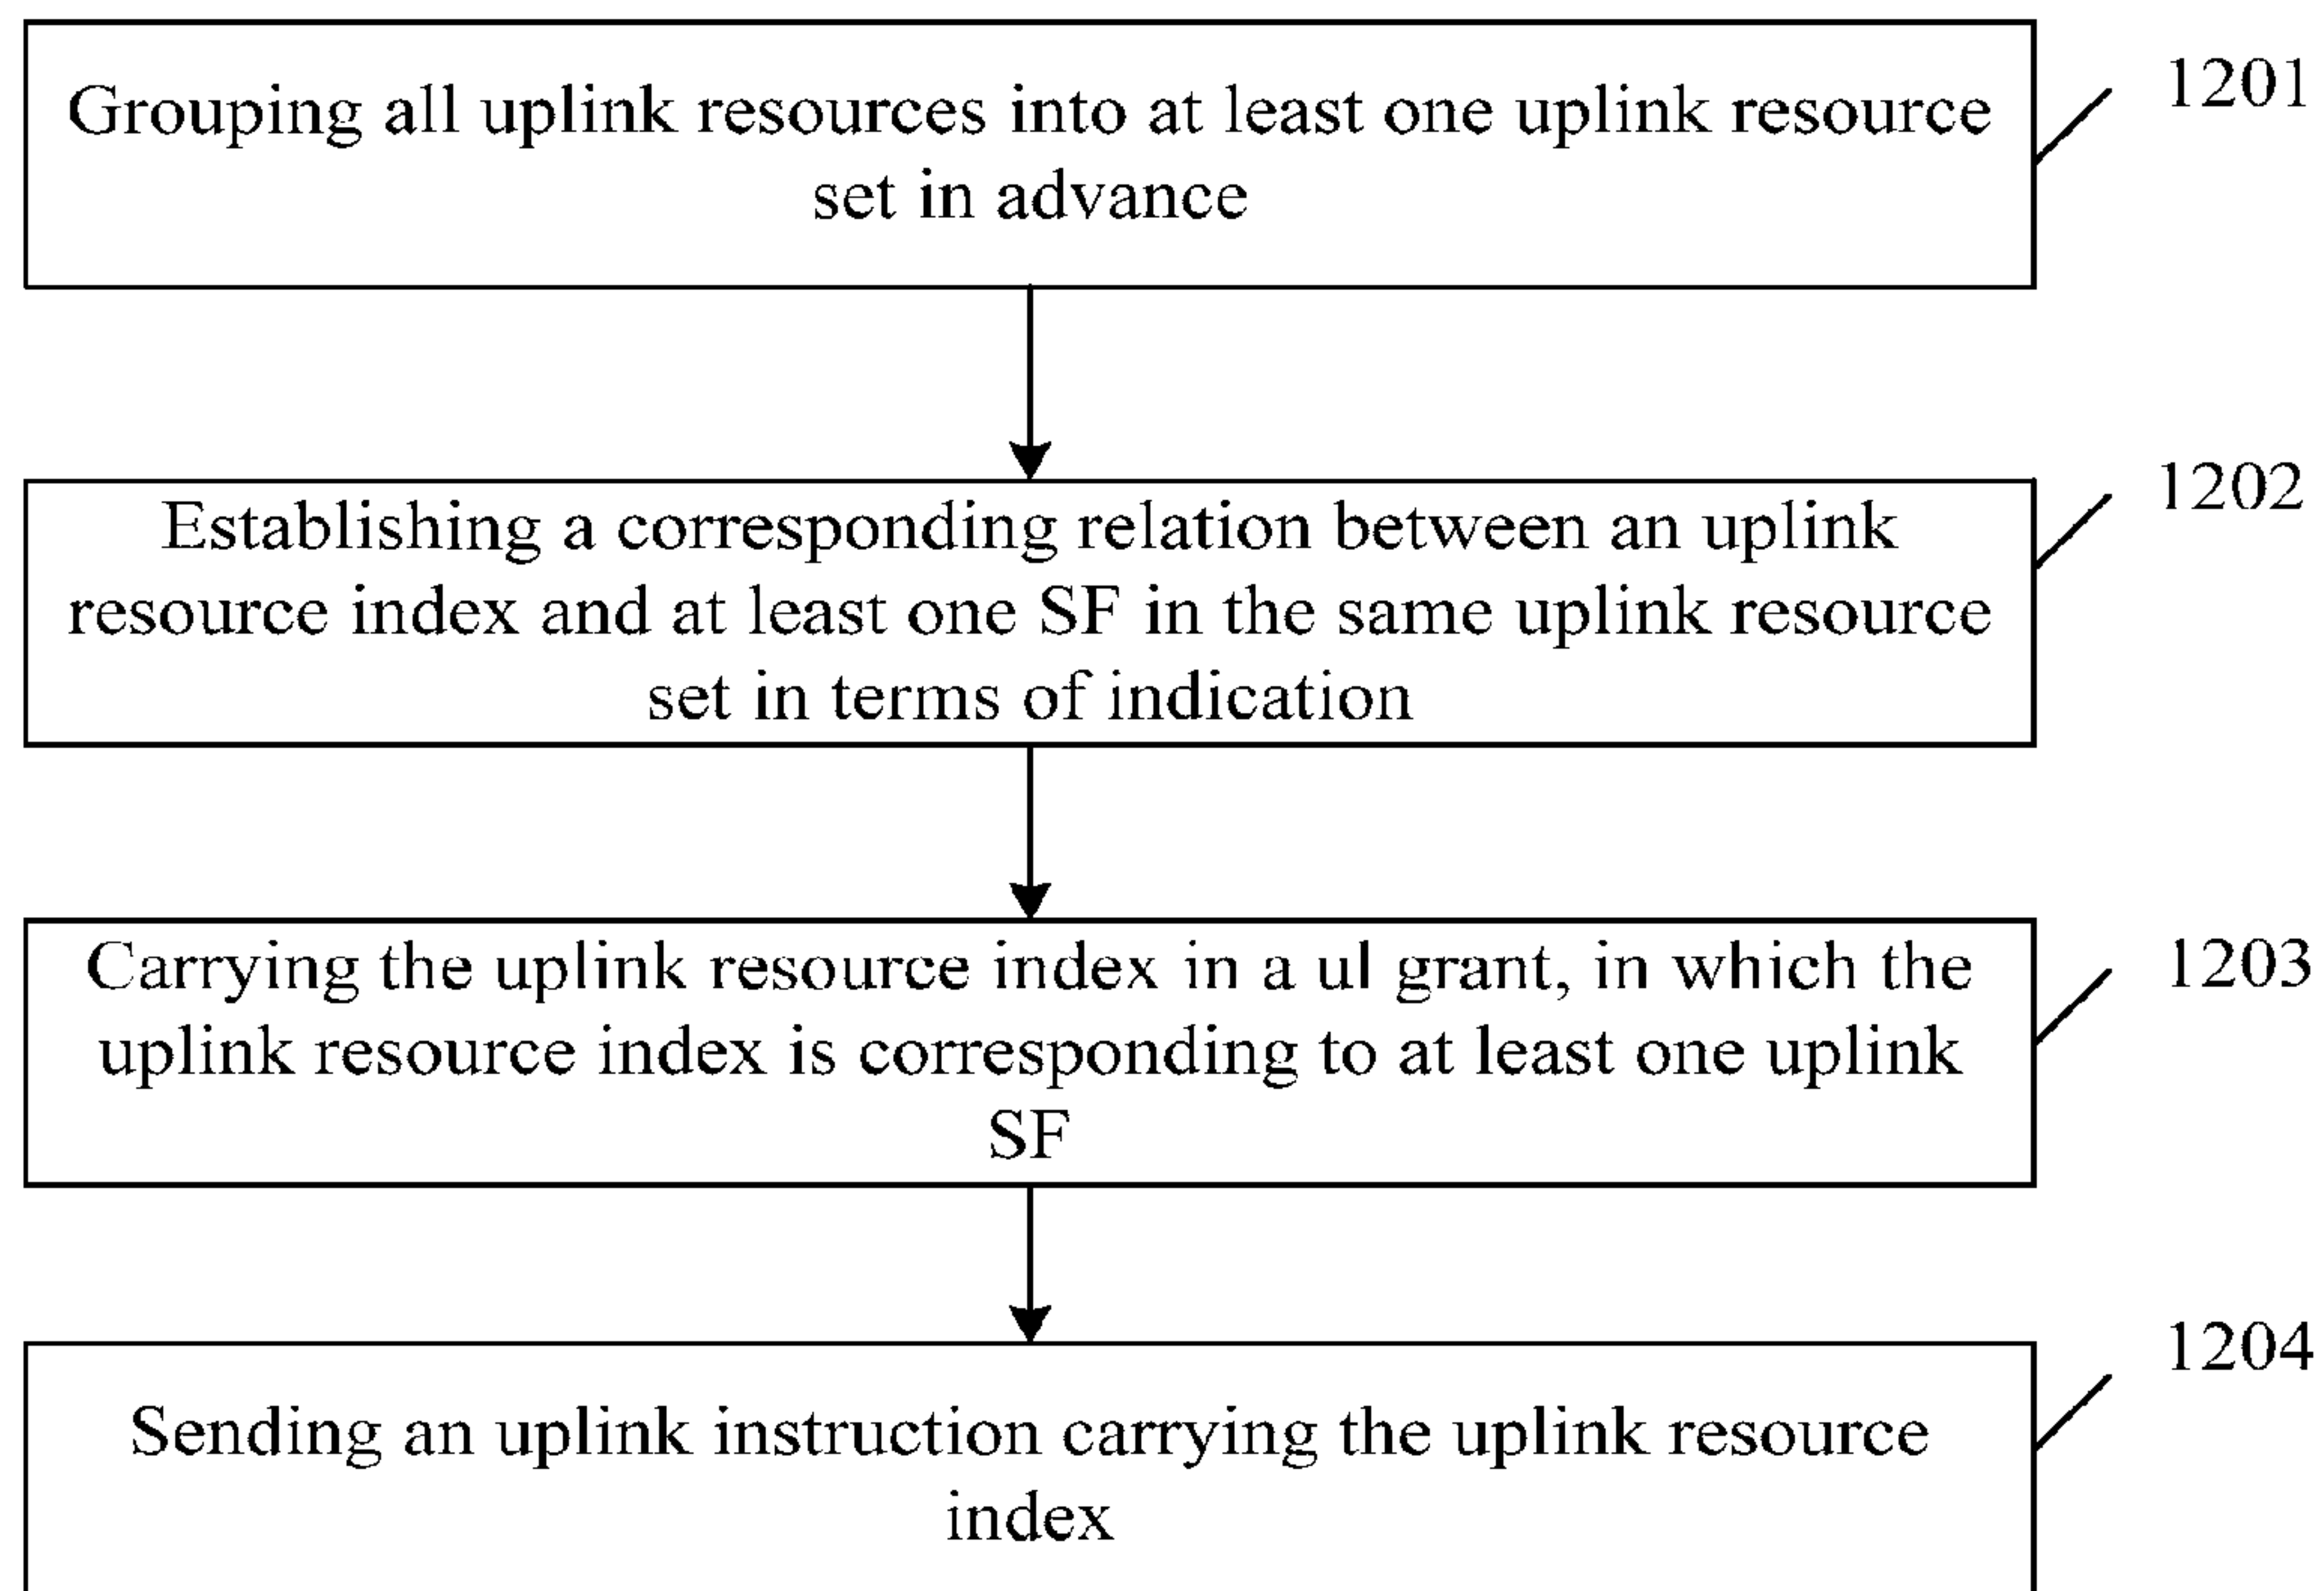 Grouping all uplink resources into at least one uplink resource
set in advance
1201
Establishing a corresponding relation between an uplink
resource index and at least one SF in the same uplink resource
set in terms of indication
1202
Carrying the uplink resource index in a ul grant, in which the
uplink resource index is corresponding to at least one uplink
SF
1203
Sending an uplink instruction carrying the uplink resource
index
1204